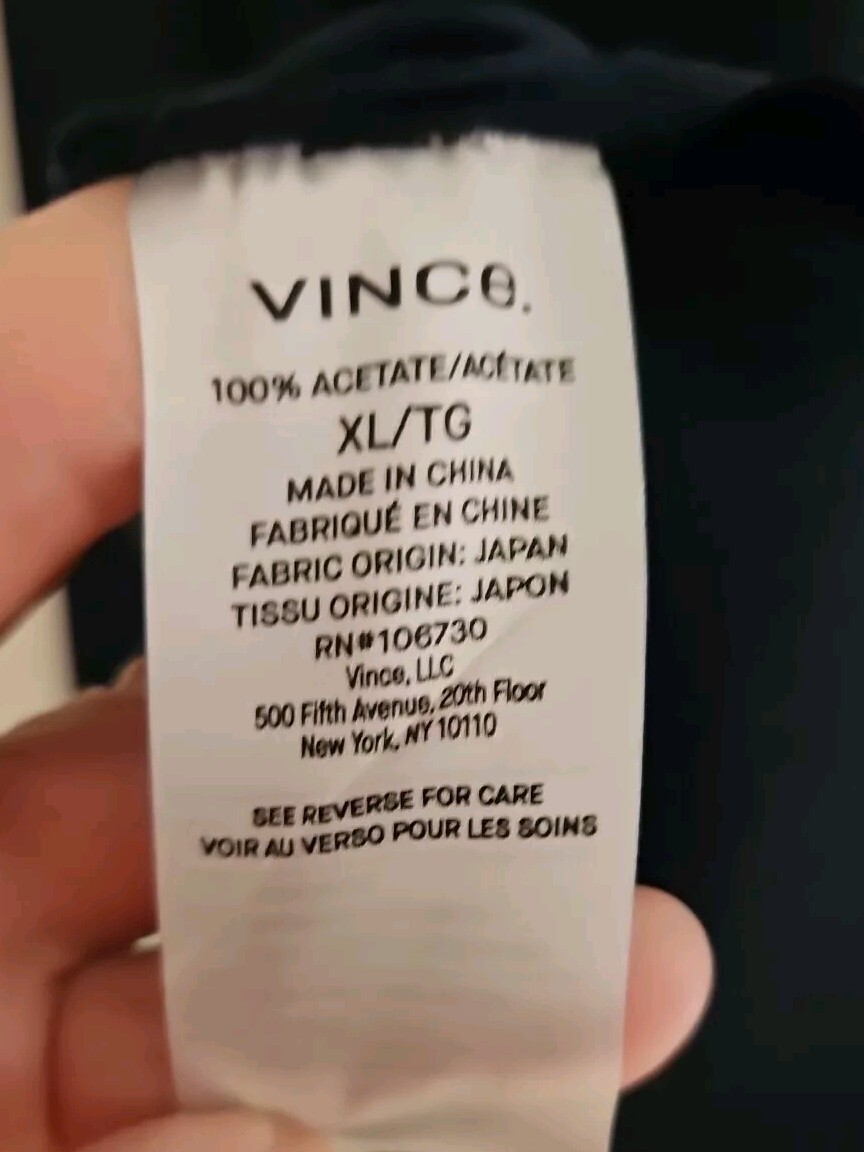 VINCe.
100% ACETATE/ACÉTATE
XL/TG
MADE IN CHINA
FABRIQUÉ EN CHINE
FABRIC ORIGIN: JAPAN
TISSU ORIGINE: JAPON
RN#106730
Vince, LLC
500 Fifth Avenue, 20th Floor
New York, NY 10110
SEE REVERSE FOR CARE
VOIR AU VERSO POUR LES SOINS